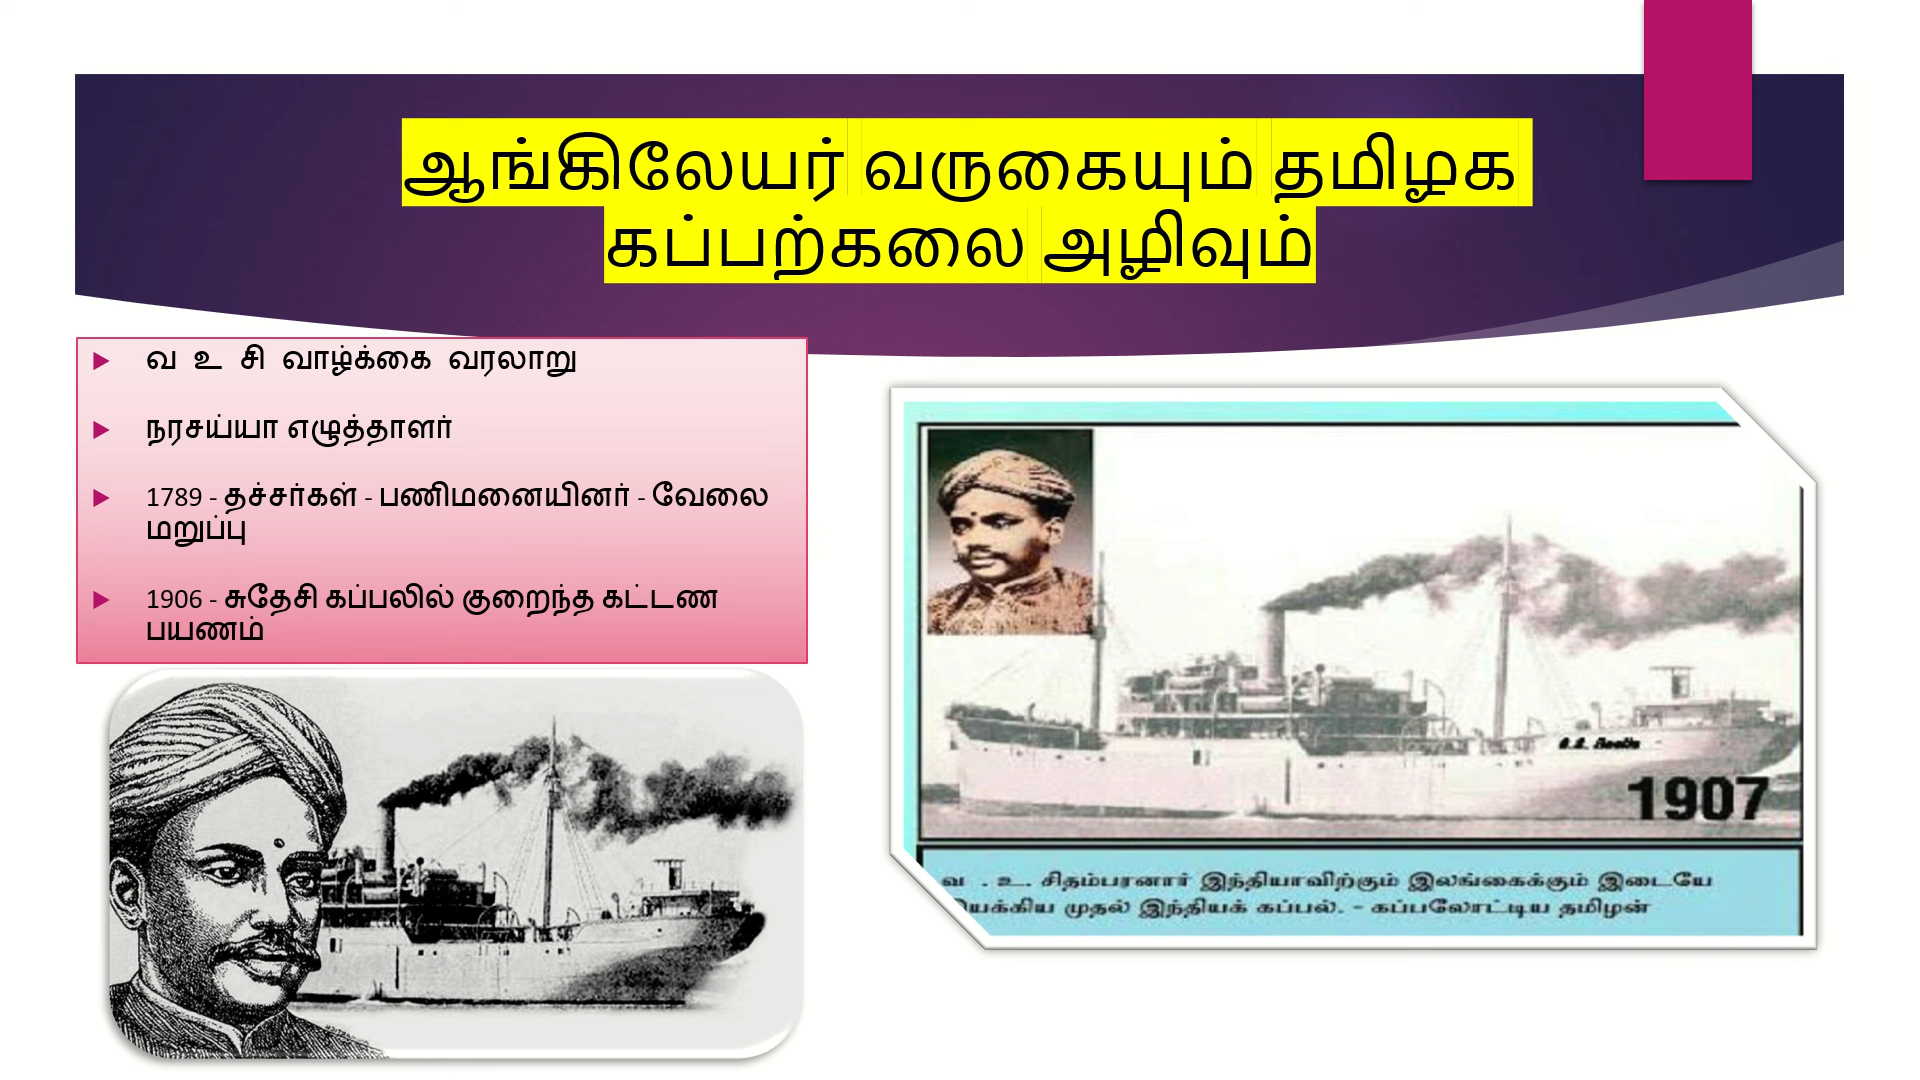 ஆங்கிலேயர் வருகையும் தமிழக
கப்பற்கலை அழிவும்
வ உ சி வாழ்க்கை வரலாறு
நரசய்யா எழுத்தாளர்
1789 - தச்சர்கள் - பணிமனையினர் - வேலை
மறுப்பு
1906 - சுதேசி கப்பலில் குறைந்த கட்டண
பயணம்
1907
வ . உ. சிதம்பரனார் இந்தியாவிற்கும் இலங்கைக்கும் இடையே
யக்கிய முதல் இந்தியக் கப்பல். - கப்பலோட்டிய தமிழன்